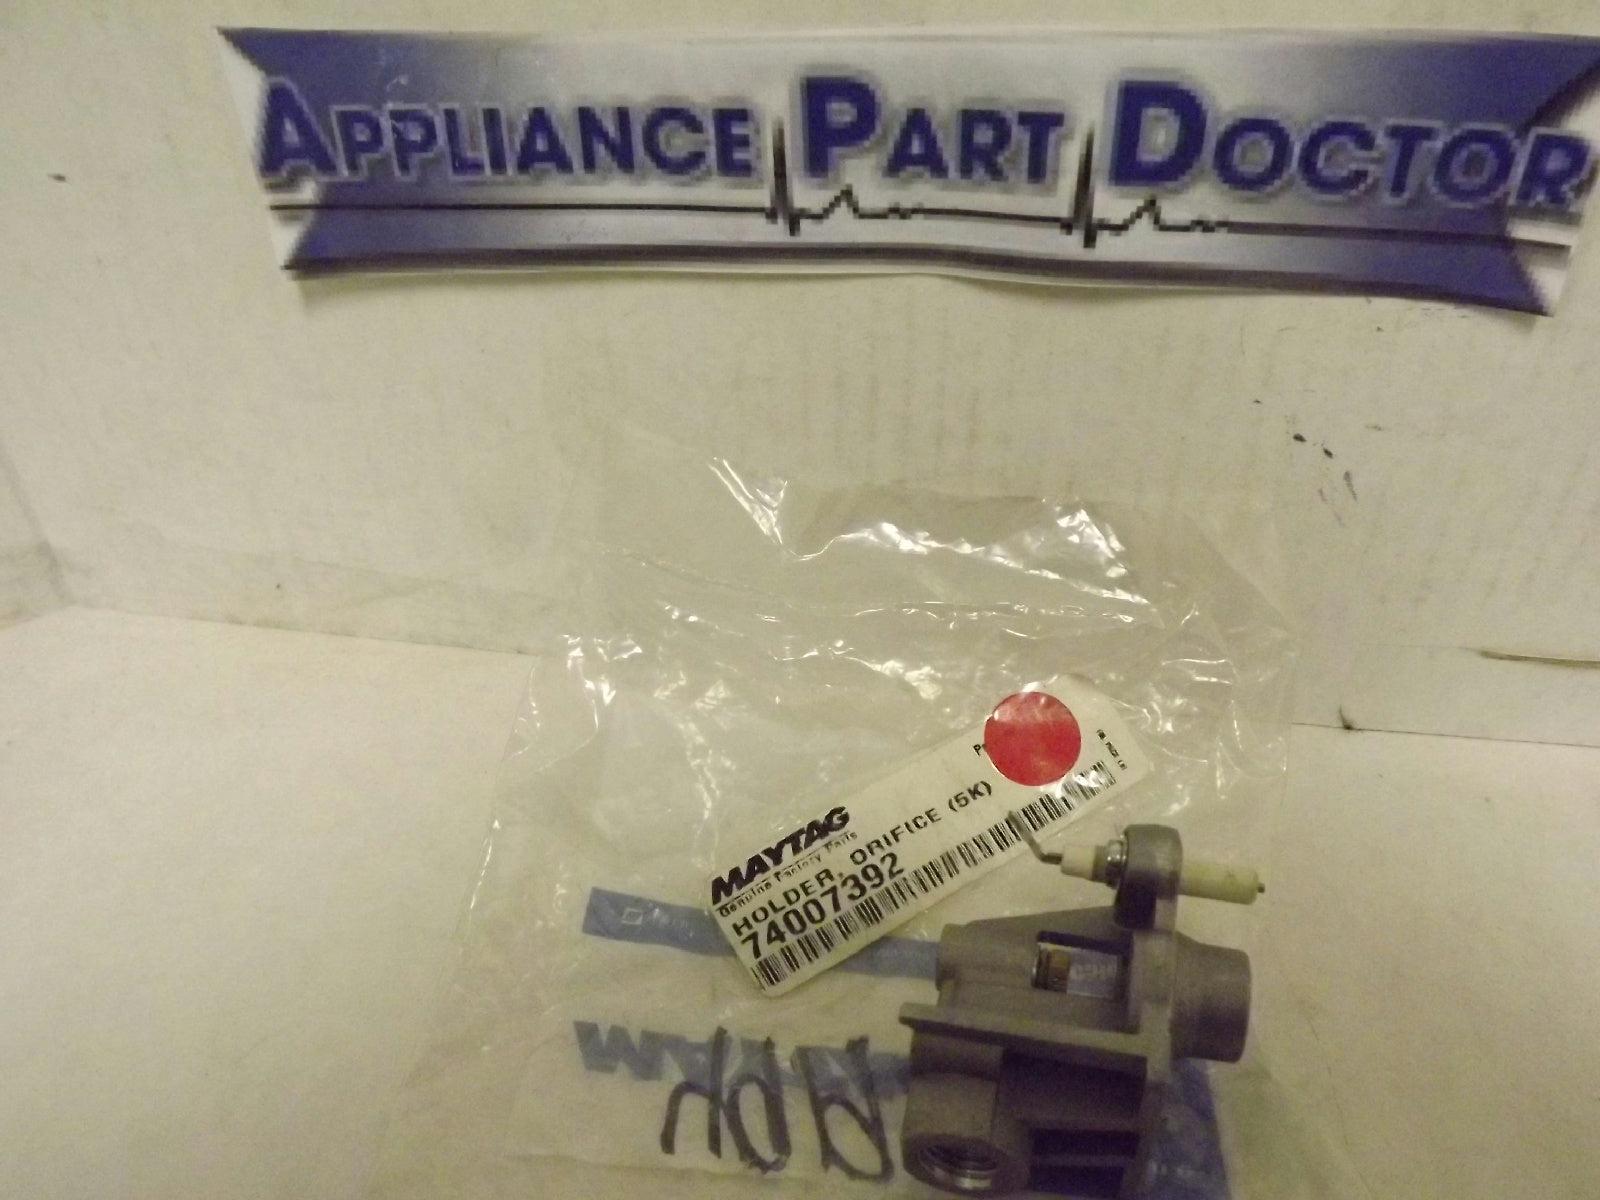 APPLIANCE PART DOCTOR
MAYTAG
Genuine Factory Parts
HOLDER, ORIFICE (5K)
74007392